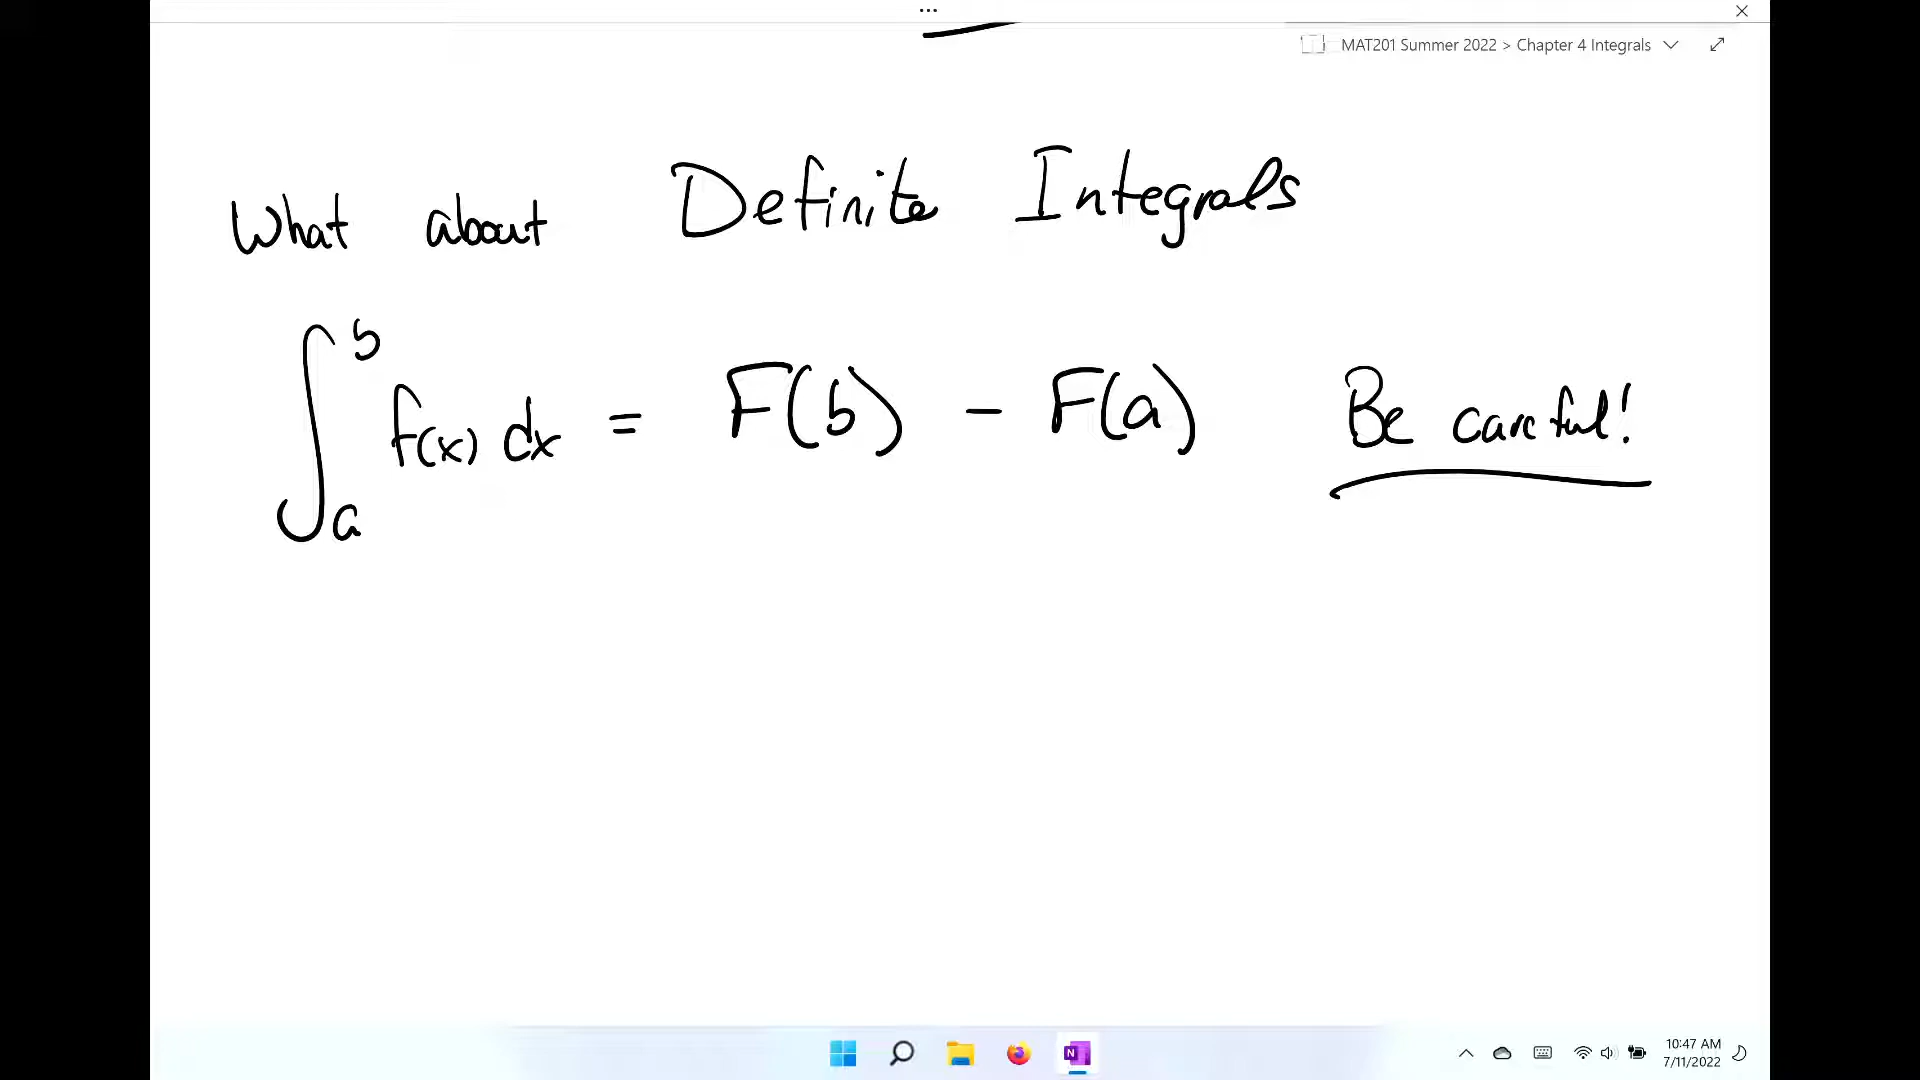 ...
MAT201 Summer 2022 > Chapter 4 Integrals
What about Definite Integrals
∫_a^b f(x) dx = F(b) - F(a) Be careful!
10:47 AM
7/11/2022